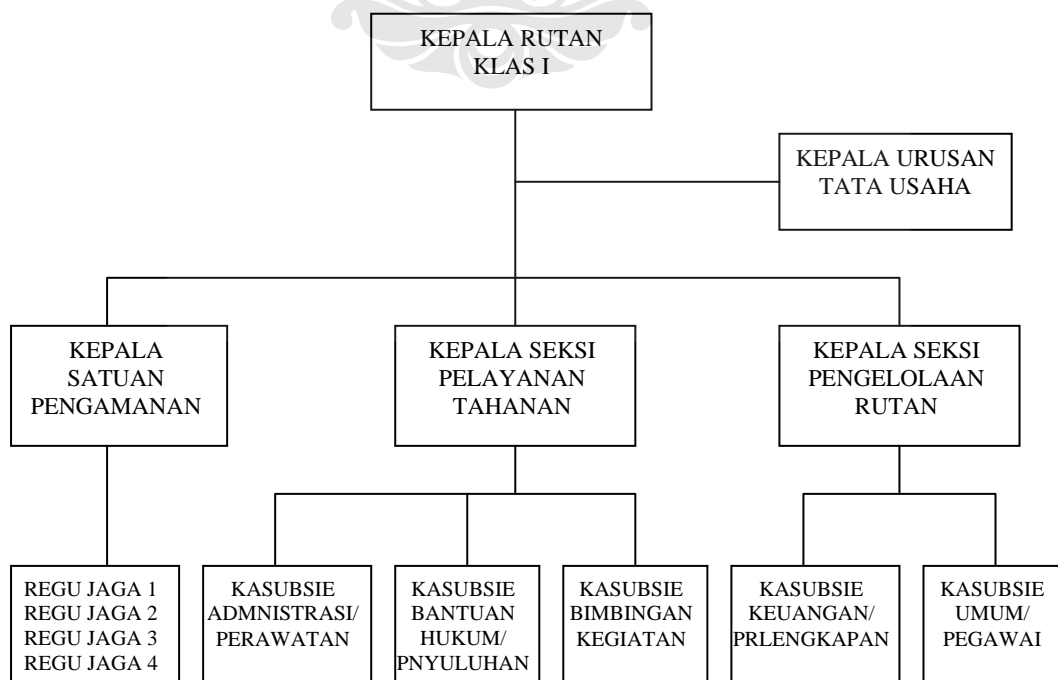 KEPALA RUTAN
KLAS I
KEPALA URUSAN
TATA USAHA
KEPALA
SATUAN
PENGAMANAN
KEPALA SEKSI
PELAYANAN
TAHANAN
KEPALA SEKSI
PENGELOLAAN
RUTAN
REGU JAGA 1
REGU JAGA 2
REGU JAGA 3
REGU JAGA 4
KASUBSIE
ADMNISTRASI/
PERAWATAN
KASUBSIE
BANTUAN
HUKUM/
PNYULUHAN
KASUBSIE
BIMBINGAN
KEGIATAN
KASUBSIE
KEUANGAN/
PRLENGKAPAN
KASUBSIE
UMUM/
PEGAWAI